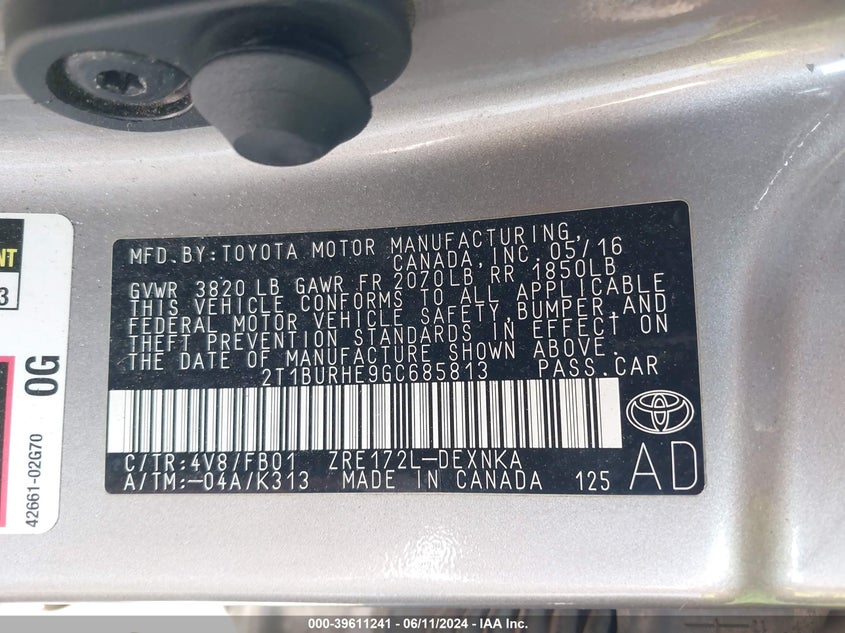 NT
3
0G
42661-02G70
MFD.BY:TOYOTA MOTOR MANUFACTURING,
CANADA,INC.05/16
GVWR 3820 LB GAWR FR 2070LB RR 1850LB
THIS VEHICLE CONFORMS TO ALL APPLICABLE
FEDERAL MOTOR VEHICLE SAFETY,BUMPER,AND
THEFT PREVENTION STANDARDS IN EFFECT ON
THE DATE OF MANUFACTURE SHOWN ABOVE.
2T1BURHE9GC685813 PASS.CAR
C/TR:4V8/FB01 ZRE172L-DEXNKA
A/TM:-04A/K313 MADE IN CANADA 125
AD
000-39611241 - 06/11/2024 - IAA Inc.